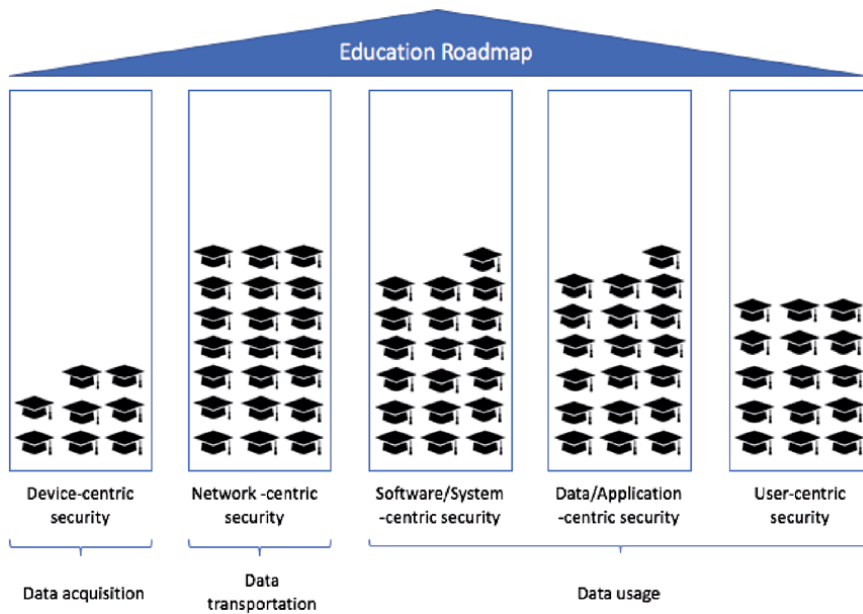 Education Roadmap
Device-centric
security
Network -centric
security
Software/System
-centric security
Data/Application
-centric security
User-centric
security
Data acquisition
Data
transportation
Data usage